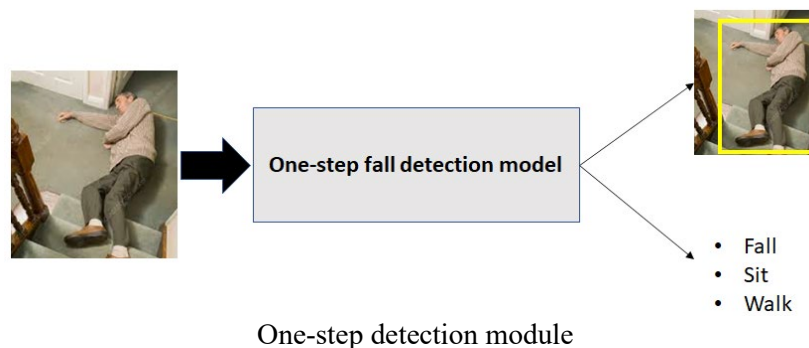 One-step fall detection model
• Fall
• Sit
• Walk
One-step detection module